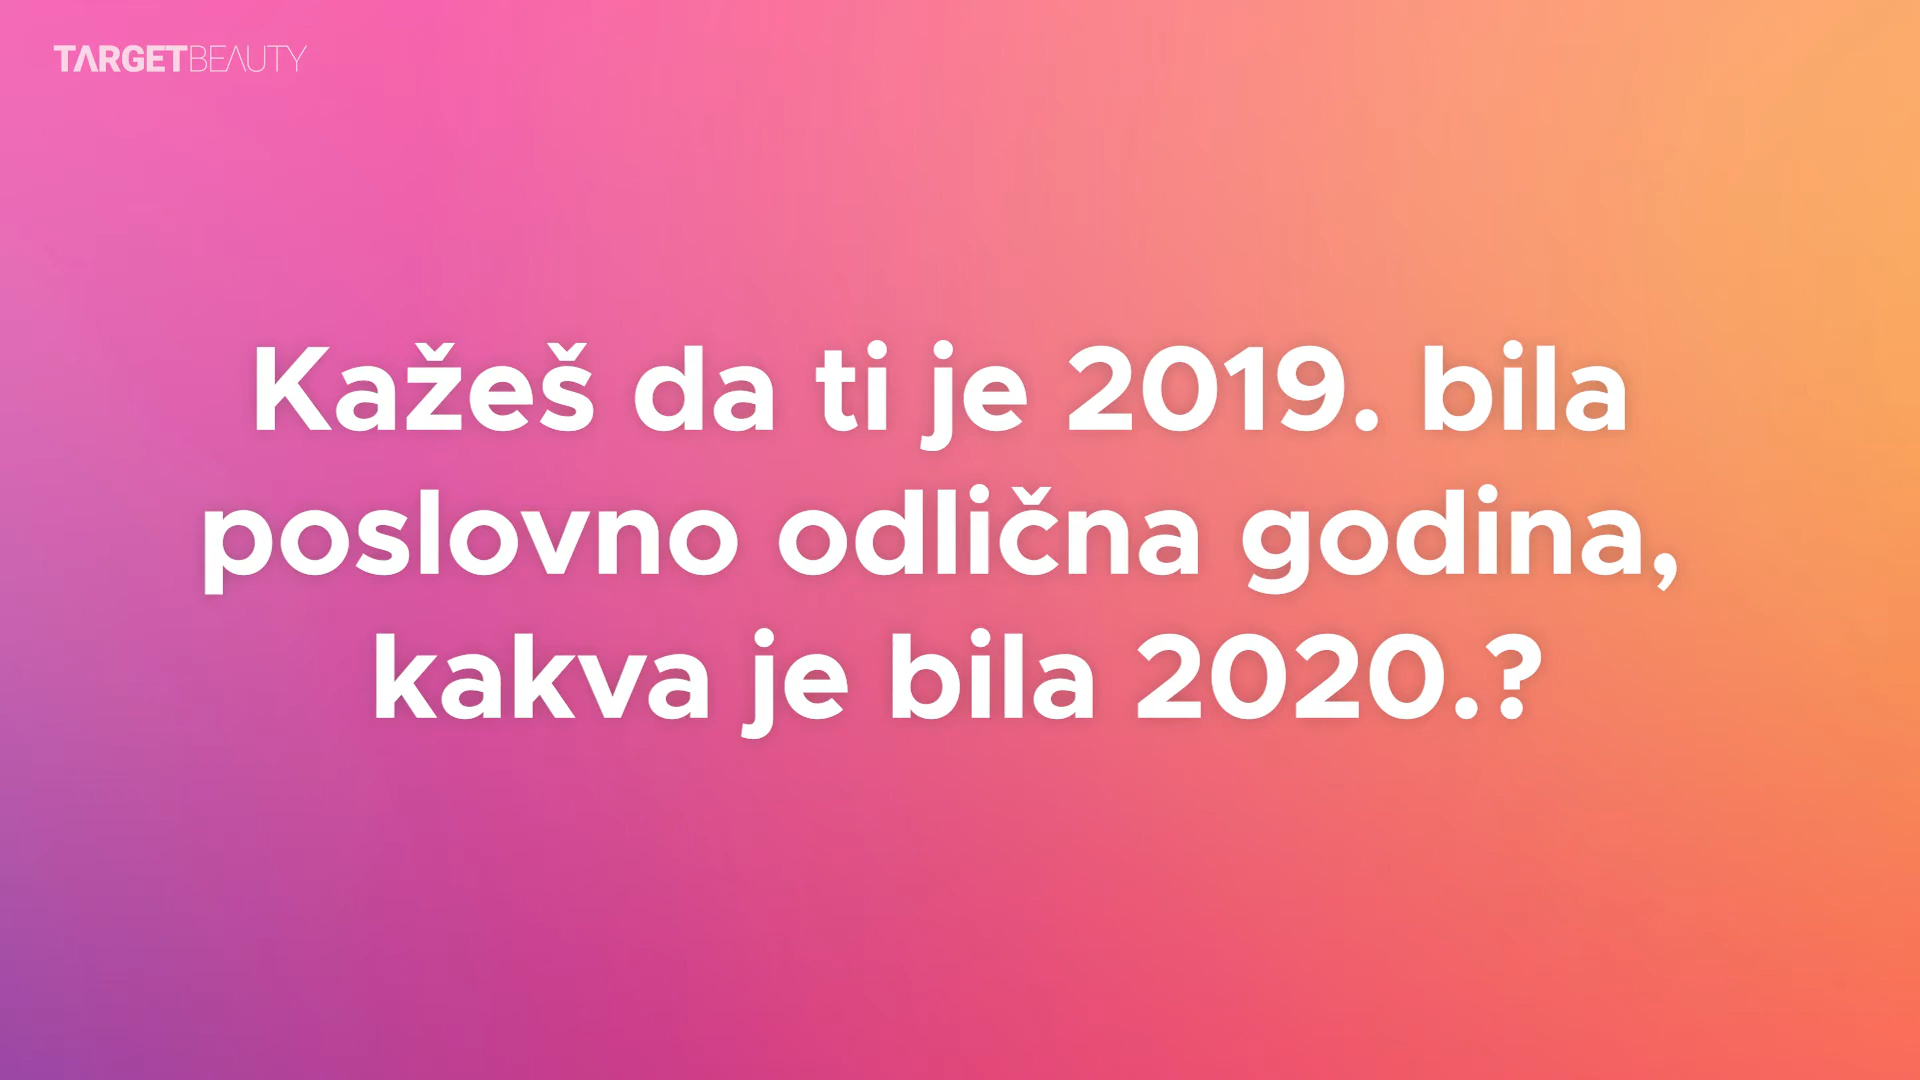 TARGETBEAUTY
Kažeš da ti je 2019. bila
poslovno odlična godina,
kakva je bila 2020.?